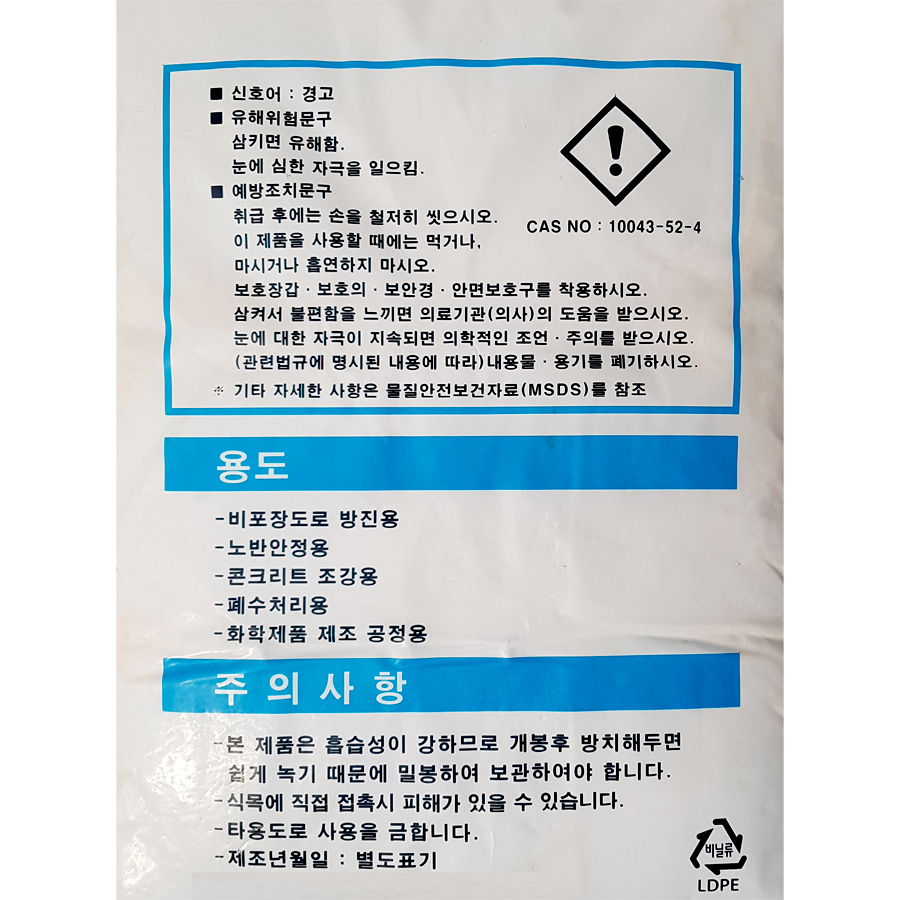 ■ 신호어 : 경고
■ 유해위험문구
삼키면 유해함.
눈에 심한 자극을 일으킴.
■ 예방조치문구
취급 후에는 손을 철저히 씻으시오.
CAS NO : 10043-52-4
이 제품을 사용할 때에는 먹거나,
마시거나 흡연하지 마시오.
보호장갑 · 보호의 · 보안경 · 안면보호구를 착용하시오.
삼켜서 불편함을 느끼면 의료기관(의사)의 도움을 받으시오.
눈에 대한 자극이 지속되면 의학적인 조언 · 주의를 받으시오.
(관련법규에 명시된 내용에 따라)내용물 · 용기를 폐기하시오.
※ 기타 자세한 사항은 물질안전보건자료(MSDS)를 참조
용도
-비포장도로 방진용
-노반안정용
-콘크리트 조강용
-폐수처리용
-화학제품 제조 공정용
주의사항
-본 제품은 흡습성이 강하므로 개봉후 방치해두면
쉽게 녹기 때문에 밀봉하여 보관하여야 합니다.
-식목에 직접 접촉시 피해가 있을 수 있습니다.
-타용도로 사용을 금합니다.
-제조년월일 : 별도표기
비닐류
LDPE